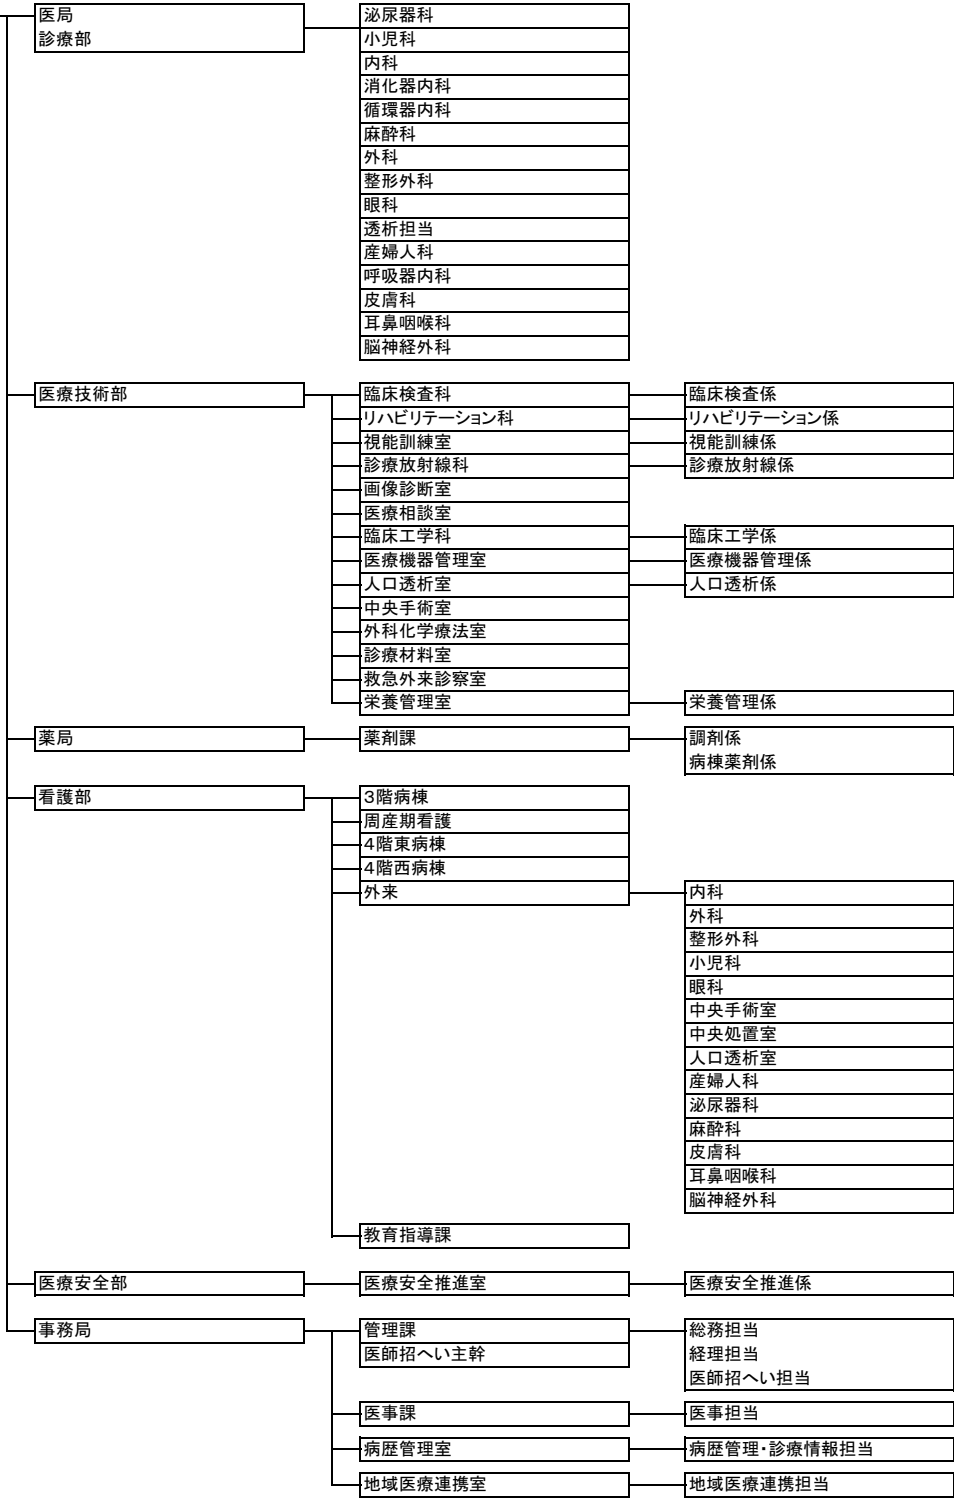 医局
診療部
泌尿器科
小児科
内科
消化器内科
循環器内科
麻酔科
外科
整形外科
眼科
透析担当
産婦人科
呼吸器内科
皮膚科
耳鼻咽喉科
脳神経外科
医療技術部
臨床検査科
臨床検査係
リハビリテーション科
リハビリテーション係
視能訓練室
視能訓練係
診療放射線科
診療放射線係
画像診断室
医療相談室
臨床工学科
臨床工学係
医療機器管理室
医療機器管理係
人口透析室
人口透析係
中央手術室
外科化学療法室
診療材料室
救急外来診察室
栄養管理室
栄養管理係
薬局
薬剤課
調剤係
病棟薬剤係
看護部
3階病棟
周産期看護
4階東病棟
4階西病棟
外来
内科
外科
整形外科
小児科
眼科
中央手術室
中央処置室
人口透析室
産婦人科
泌尿器科
麻酔科
皮膚科
耳鼻咽喉科
脳神経外科
教育指導課
医療安全部
医療安全推進室
医療安全推進係
事務局
管理課
医師招へい主幹
総務担当
経理担当
医師招へい担当
医事課
医事担当
病歴管理室
病歴管理・診療情報担当
地域医療連携室
地域医療連携担当